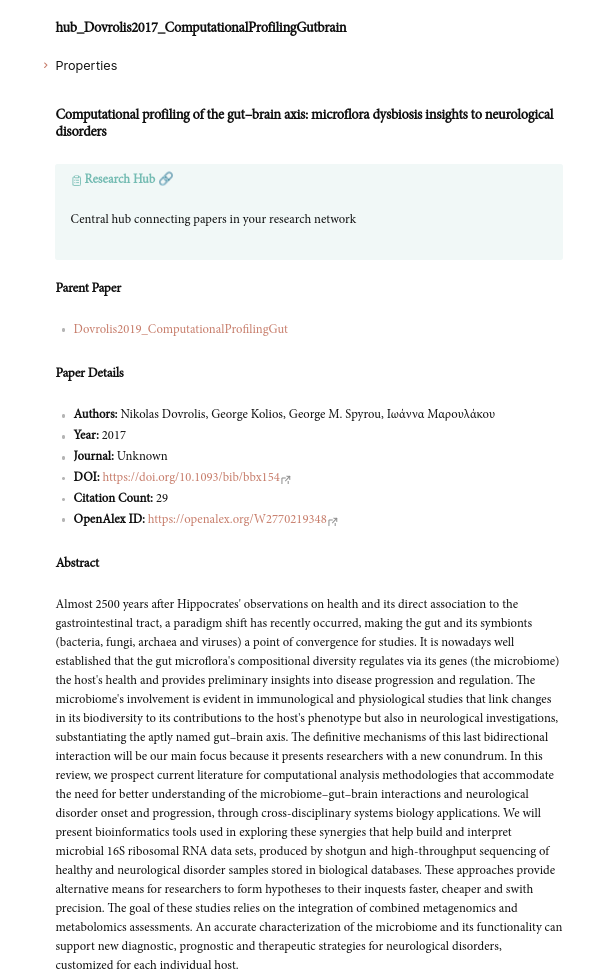 hub_Dovrolis2017_ComputationalProfilingGutbrain
Properties
Computational profiling of the gut–brain axis: microflora dysbiosis insights to neurological
disorders
Research Hub 🔗
Central hub connecting papers in your research network
Parent Paper
Dovrolis2019_ComputationalProfilingGut
Paper Details
Authors: Nikolas Dovrolis, George Kolios, George M. Spyrou, Ιωάννα Μαρουλάκου
Year: 2017
Journal: Unknown
DOI: https://doi.org/10.1093/bib/bbx154
Citation Count: 29
OpenAlex ID: https://openalex.org/W2770219348
Abstract
Almost 2500 years after Hippocrates' observations on health and its direct association to the
gastrointestinal tract, a paradigm shift has recently occurred, making the gut and its symbionts
(bacteria, fungi, archaea and viruses) a point of convergence for studies. It is nowadays well
established that the gut microflora's compositional diversity regulates via its genes (the microbiome)
the host's health and provides preliminary insights into disease progression and regulation. The
microbiome's involvement is evident in immunological and physiological studies that link changes
in its biodiversity to its contributions to the host's phenotype but also in neurological investigations,
substantiating the aptly named gut–brain axis. The definitive mechanisms of this last bidirectional
interaction will be our main focus because it presents researchers with a new conundrum. In this
review, we prospect current literature for computational analysis methodologies that accommodate
the need for better understanding of the microbiome–gut–brain interactions and neurological
disorder onset and progression, through cross-disciplinary systems biology applications. We will
present bioinformatics tools used in exploring these synergies that help build and interpret
microbial 16S ribosomal RNA data sets, produced by shotgun and high-throughput sequencing of
healthy and neurological disorder samples stored in biological databases. These approaches provide
alternative means for researchers to form hypotheses to their inquests faster, cheaper and swith
precision. The goal of these studies relies on the integration of combined metagenomics and
metabolomics assessments. An accurate characterization of the microbiome and its functionality can
support new diagnostic, prognostic and therapeutic strategies for neurological disorders,
customized for each individual host.